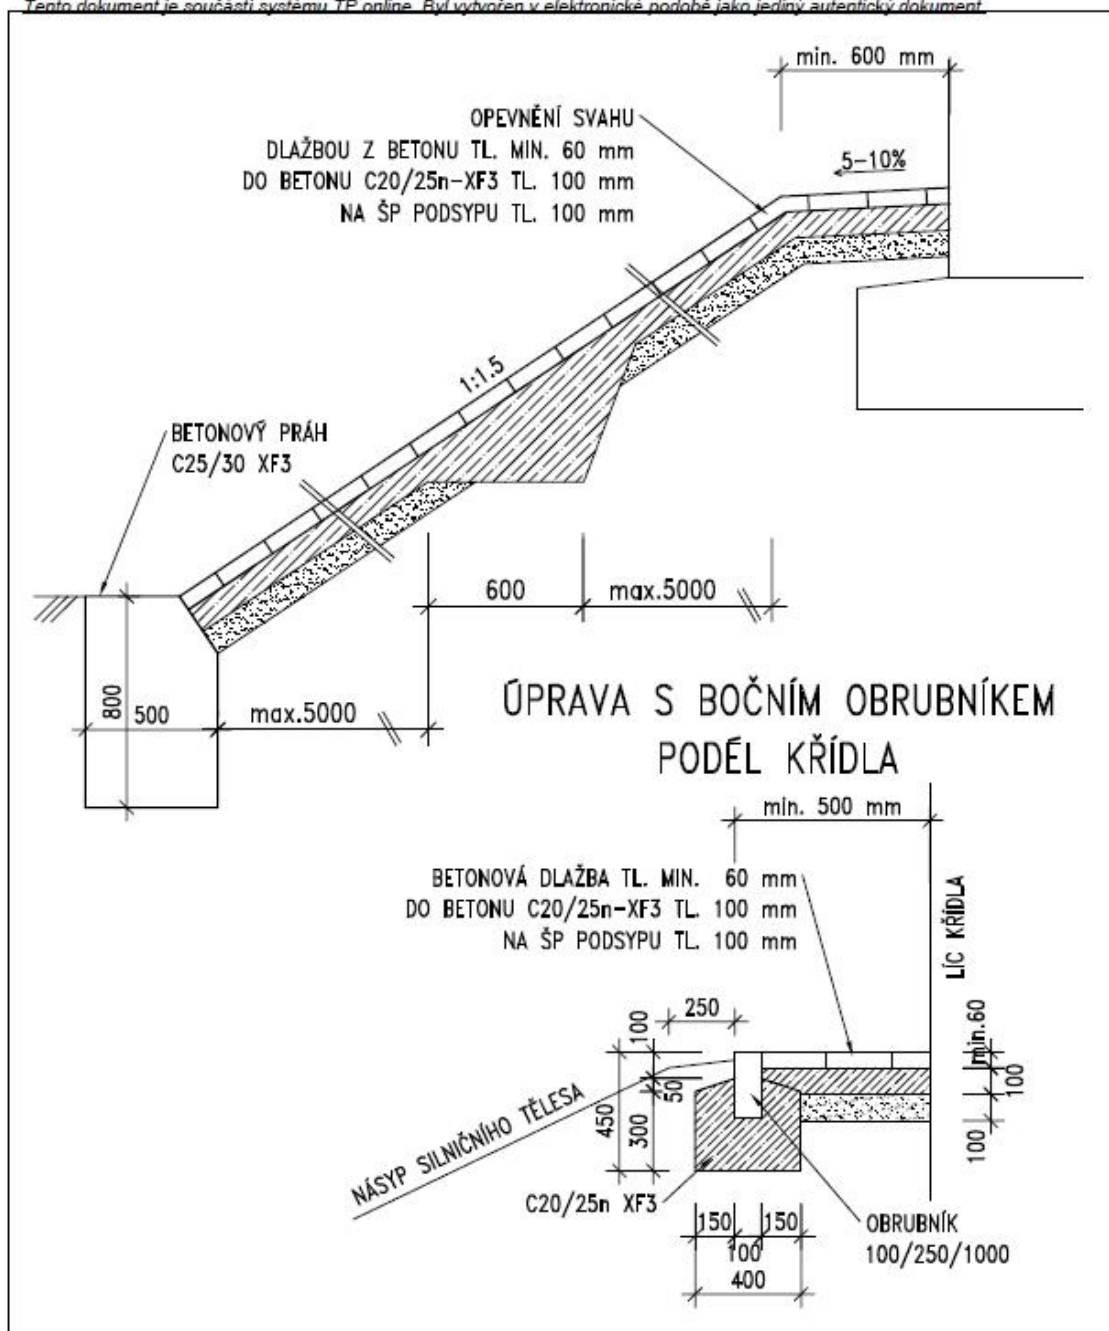 Tento dokument je součástí systému TP online. Byl vytvořen v elektronické podobě jako jediný autentický dokument.
min. 600 mm
OPEVNĚNÍ SVAHU
DLAŽBOU Z BETONU TL. MIN. 60 mm
DO BETONU C20/25n-XF3 TL. 100 mm
NA ŠP PODSYPU TL. 100 mm
5-10%
1:1.5
BETONOVÝ PRÁH
C25/30 XF3
600
max.5000
800
500
max.5000
ÚPRAVA S BOČNÍM OBRUBNÍKEM
PODÉL KŘÍDLA
min. 500 mm
BETONOVÁ DLAŽBA TL. MIN. 60 mm
DO BETONU C20/25n-XF3 TL. 100 mm
NA ŠP PODSYPU TL. 100 mm
LÍC KŘÍDLA
250
100
min.60
50
100
450
300
100
NÁSYP SILNIČNÍHO TĚLESA
C20/25n XF3
150
150
100
400
OBRUBNÍK
100/250/1000